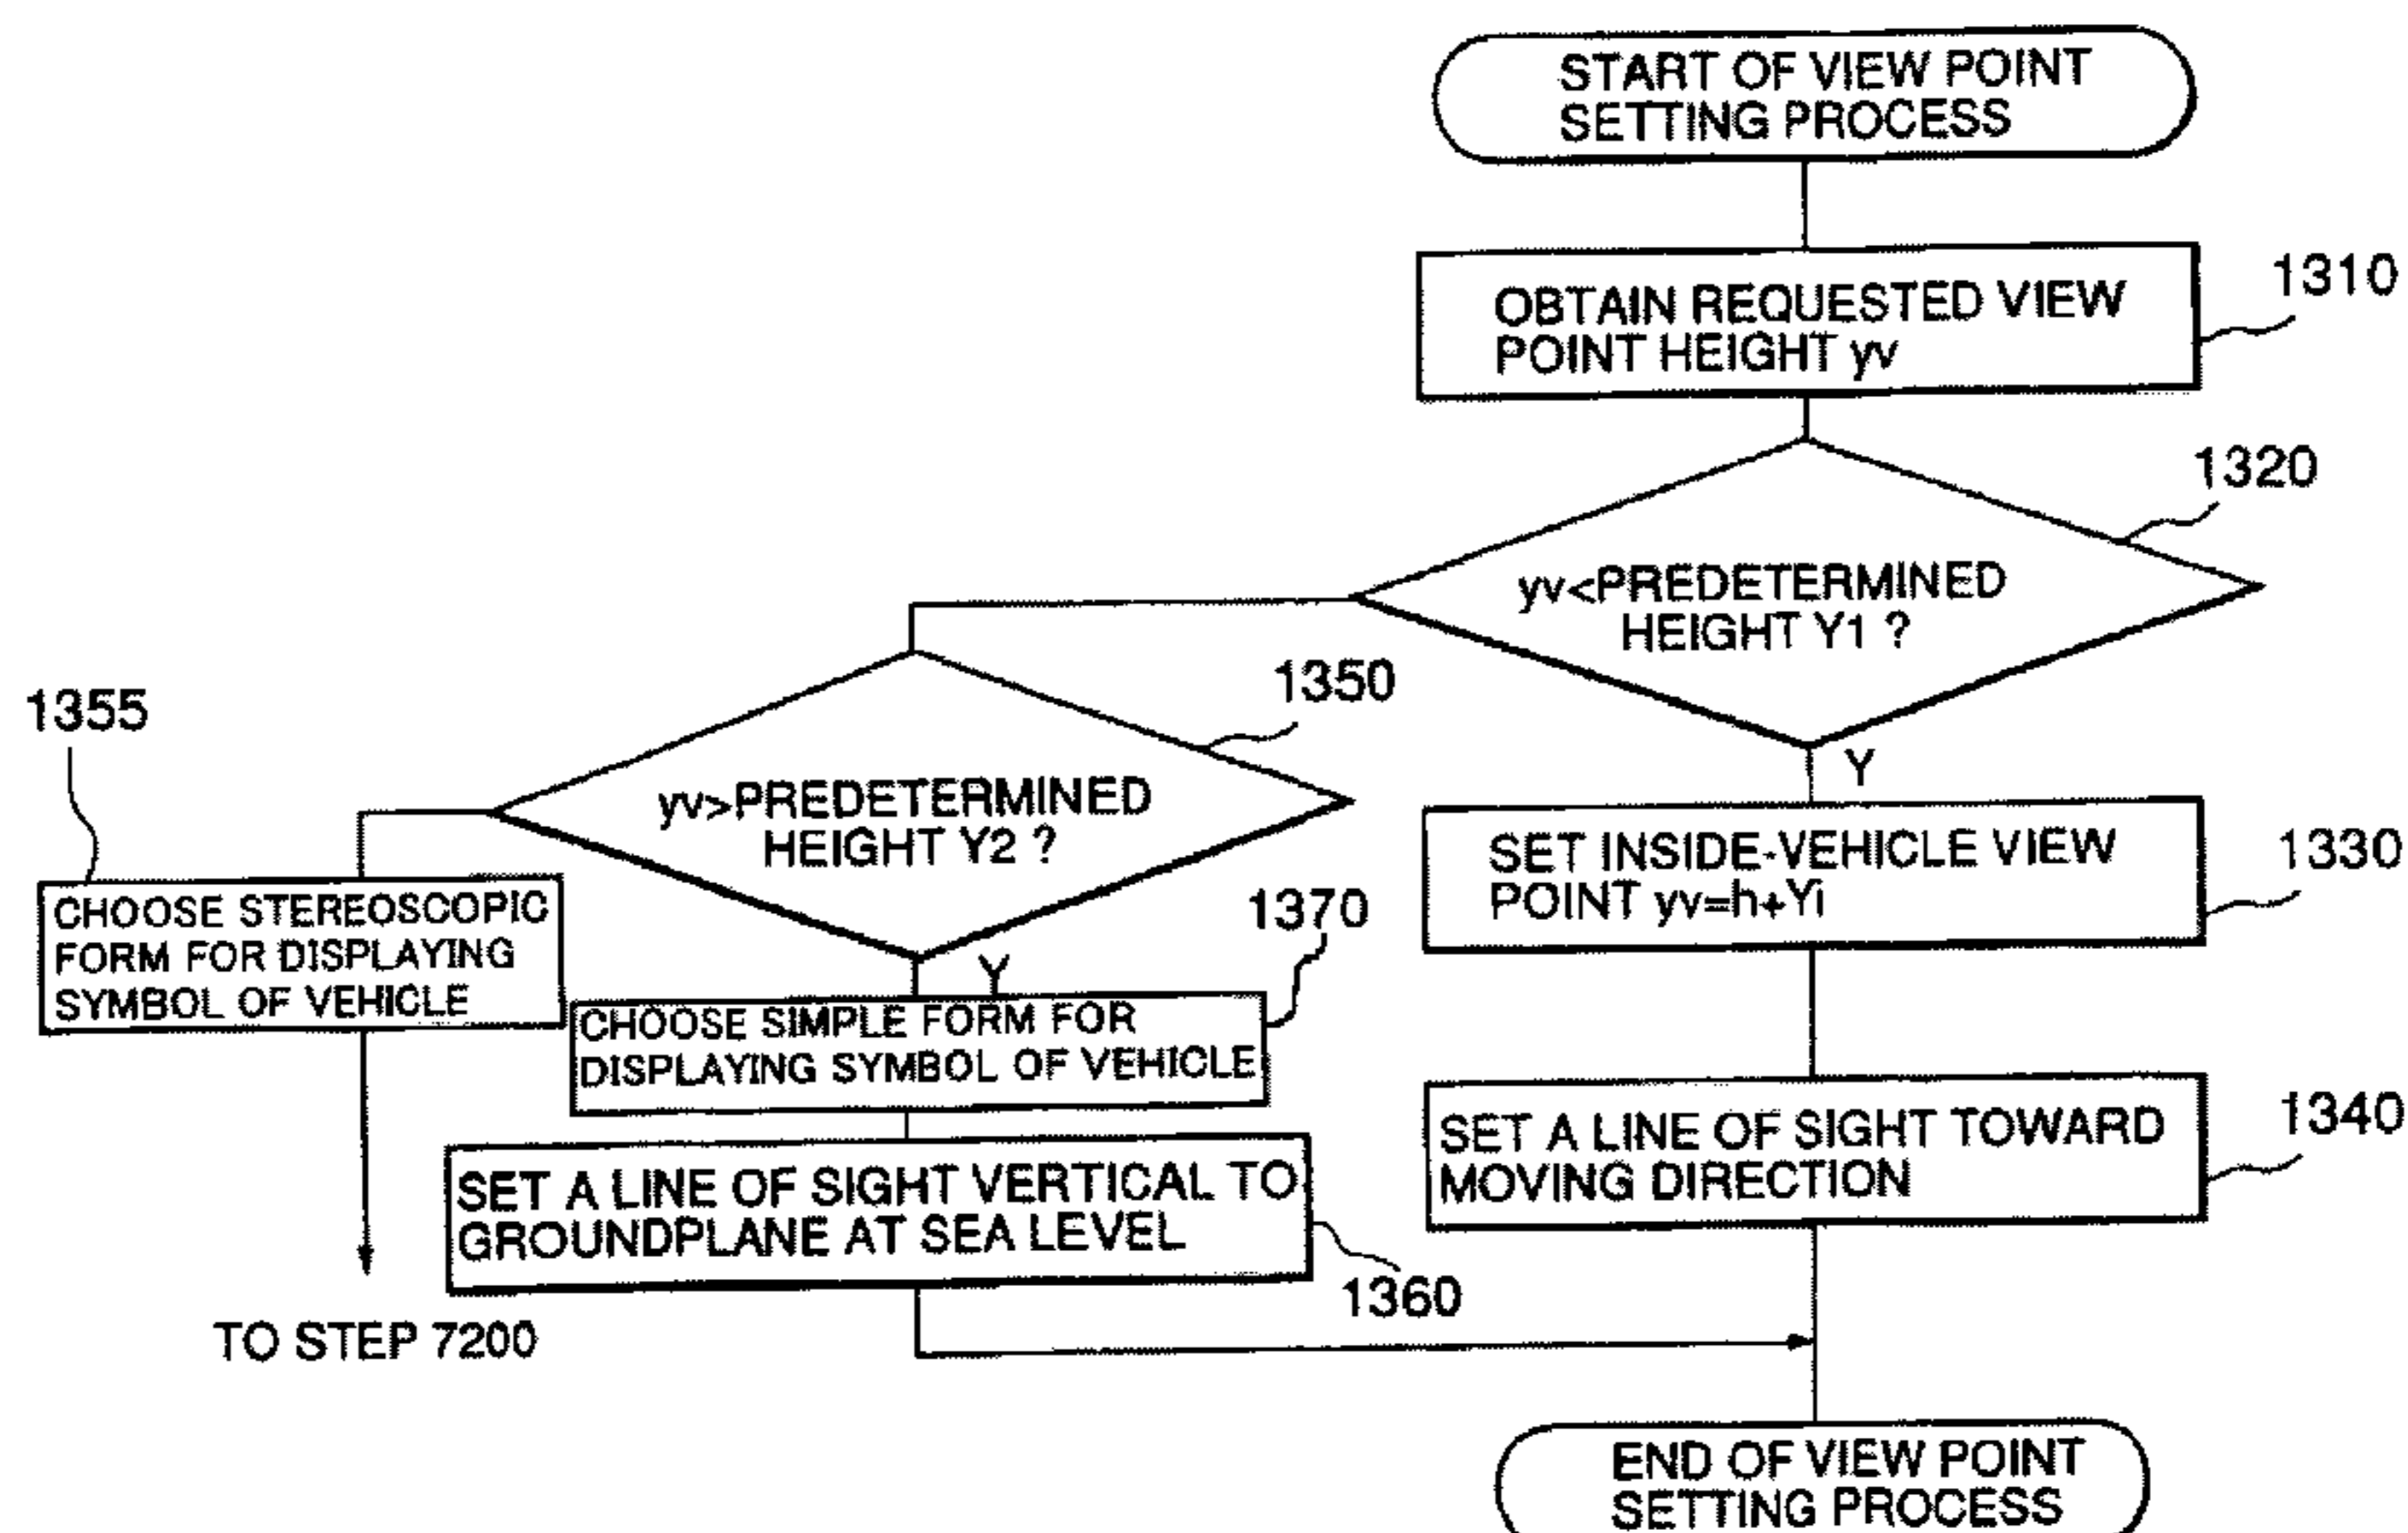 START OF VIEW POINT
SETTING PROCESS
OBTAIN REQUESTED VIEW
POINT HEIGHT yv
1310
yv<PREDETERMINED
HEIGHT Y1 ?
1320
Y
yv>PREDETERMINED
HEIGHT Y2 ?
1350
1355
CHOOSE STEREOSCOPIC
FORM FOR DISPLAYING
SYMBOL OF VEHICLE
TO STEP 7200
Y
1370
CHOOSE SIMPLE FORM FOR
DISPLAYING SYMBOL OF VEHICLE
SET A LINE OF SIGHT VERTICAL TO
GROUNDPLANE AT SEA LEVEL
1360
SET INSIDE-VEHICLE VIEW
POINT yv=h+Yi
1330
SET A LINE OF SIGHT TOWARD
MOVING DIRECTION
1340
END OF VIEW POINT
SETTING PROCESS